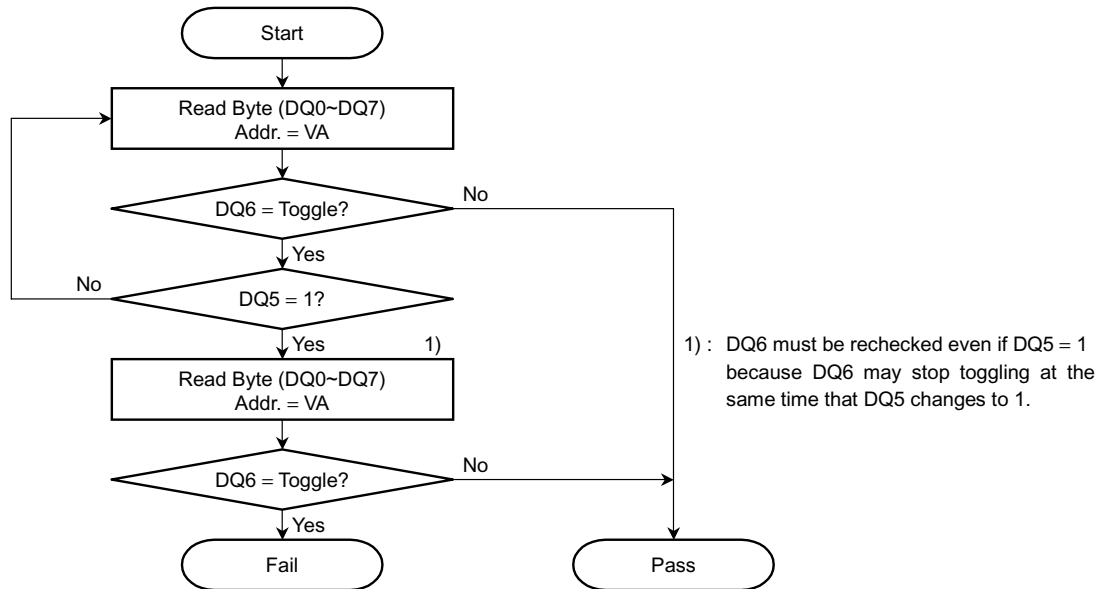 Start
Read Byte (DQ0~DQ7)
Addr. = VA
DQ6 = Toggle?
No
Yes
No
DQ5 = 1?
Yes
1)
Read Byte (DQ0~DQ7)
Addr. = VA
1) : DQ6 must be rechecked even if DQ5 = 1
because DQ6 may stop toggling at the
same time that DQ5 changes to 1.
DQ6 = Toggle?
No
Yes
Fail
Pass